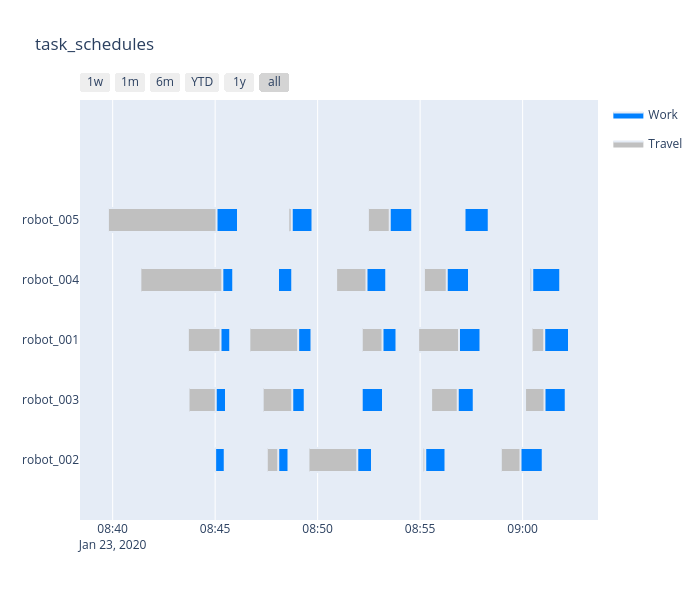 task_schedules
1w 1m 6m YTD 1y all
Work
Travel
robot_005
robot_004
robot_001
robot_003
robot_002
08:40 08:45 08:50 08:55 09:00
Jan 23, 2020